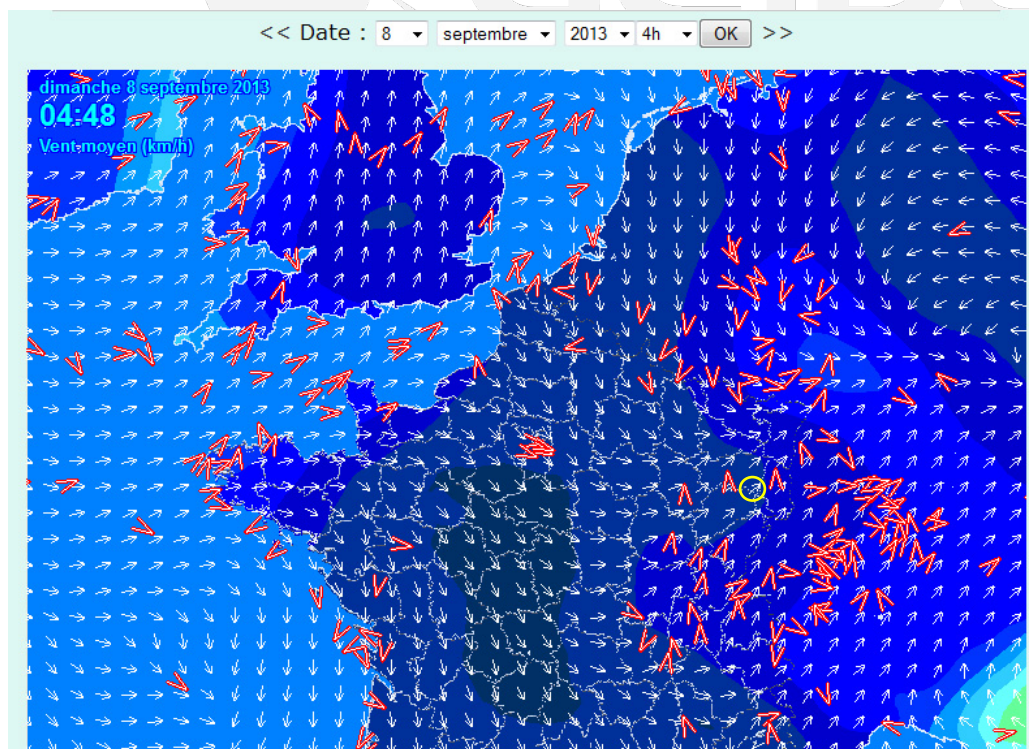 << Date : 8 septembre 2013 4h OK >>
dimanche 8 septembre 2013
04:48
Vent moyen (km/h)